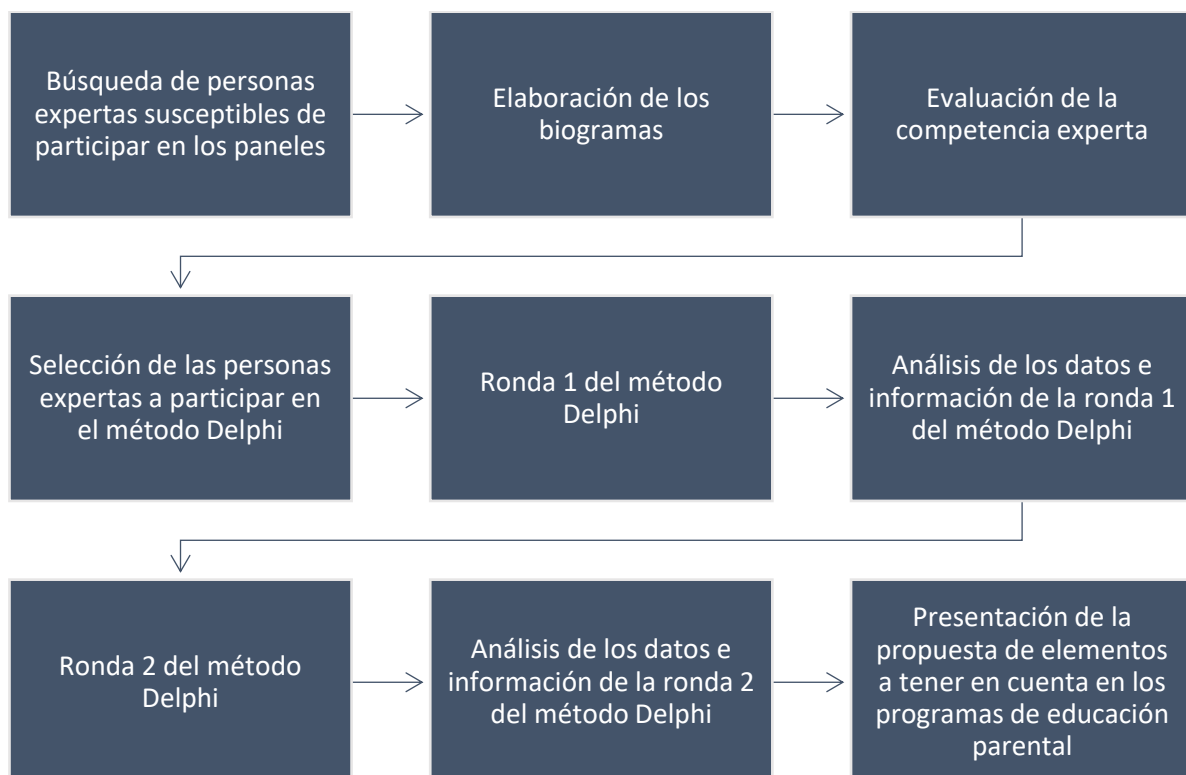 Búsqueda de personas
expertas susceptibles de
participar en los paneles
Elaboración de los
biogramas
Evaluación de la
competencia experta
Selección de las personas
expertas a participar en
el método Delphi
Ronda 1 del método
Delphi
Análisis de los datos e
información de la ronda 1
del método Delphi
Ronda 2 del método
Delphi
Análisis de los datos e
información de la ronda 2
del método Delphi
Presentación de la
propuesta de elementos
a tener en cuenta en los
programas de educación
parental